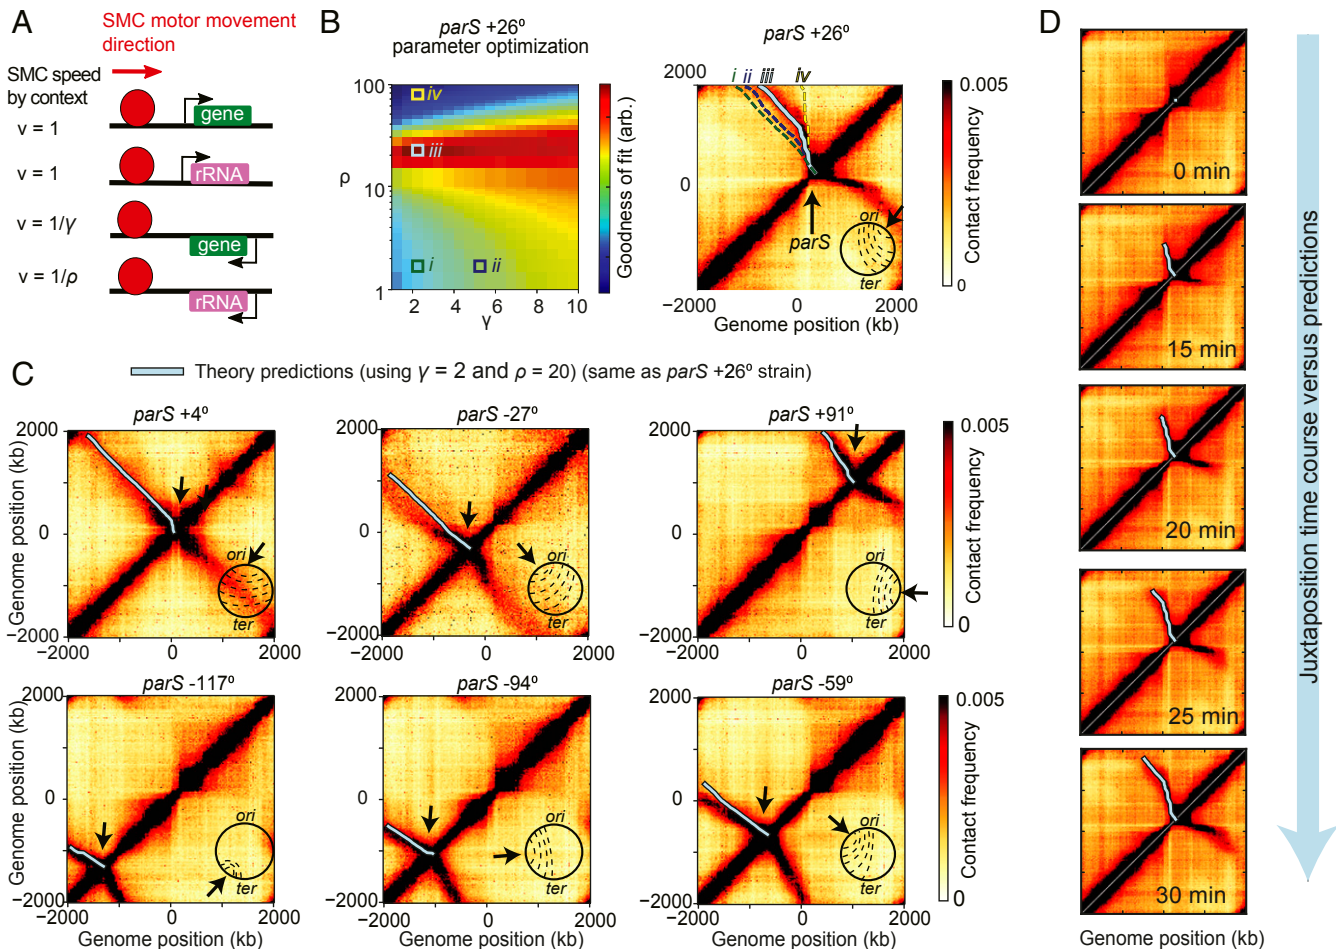 A
SMC motor movement
direction
SMC speed
by context
v = 1
gene
v = 1
rRNA
v = 1/γ
gene
v = 1/ρ
rRNA
B
parS +26º
parameter optimization
100
10
1
ρ
2
4
6
8
10
γ
i
ii
iii
iv
Goodness of fit (arb.)
parS +26º
2000
0
−2000
0
2000
i
ii
iii
iv
parS
ori
ter
Genome position (kb)
0.005
0
Contact frequency
C
Theory predictions (using γ = 2 and ρ = 20) (same as parS +26º strain)
parS +4º
2000
0
−2000
−2000
0
2000
Genome position (kb)
ori
ter
parS -27º
2000
0
−2000
0
2000
ori
ter
parS +91º
2000
0
−2000
−2000
0
2000
ori
ter
0.005
0
Contact frequency
parS -117º
2000
0
−2000
−2000
0
2000
Genome position (kb)
Genome position (kb)
ori
ter
parS -94º
2000
0
−2000
−2000
0
2000
Genome position (kb)
ori
ter
parS -59º
2000
0
−2000
−2000
0
2000
Genome position (kb)
ori
ter
0.005
0
Contact frequency
D
0 min
15 min
20 min
25 min
30 min
Genome position (kb)
Juxtaposition time course versus predictions